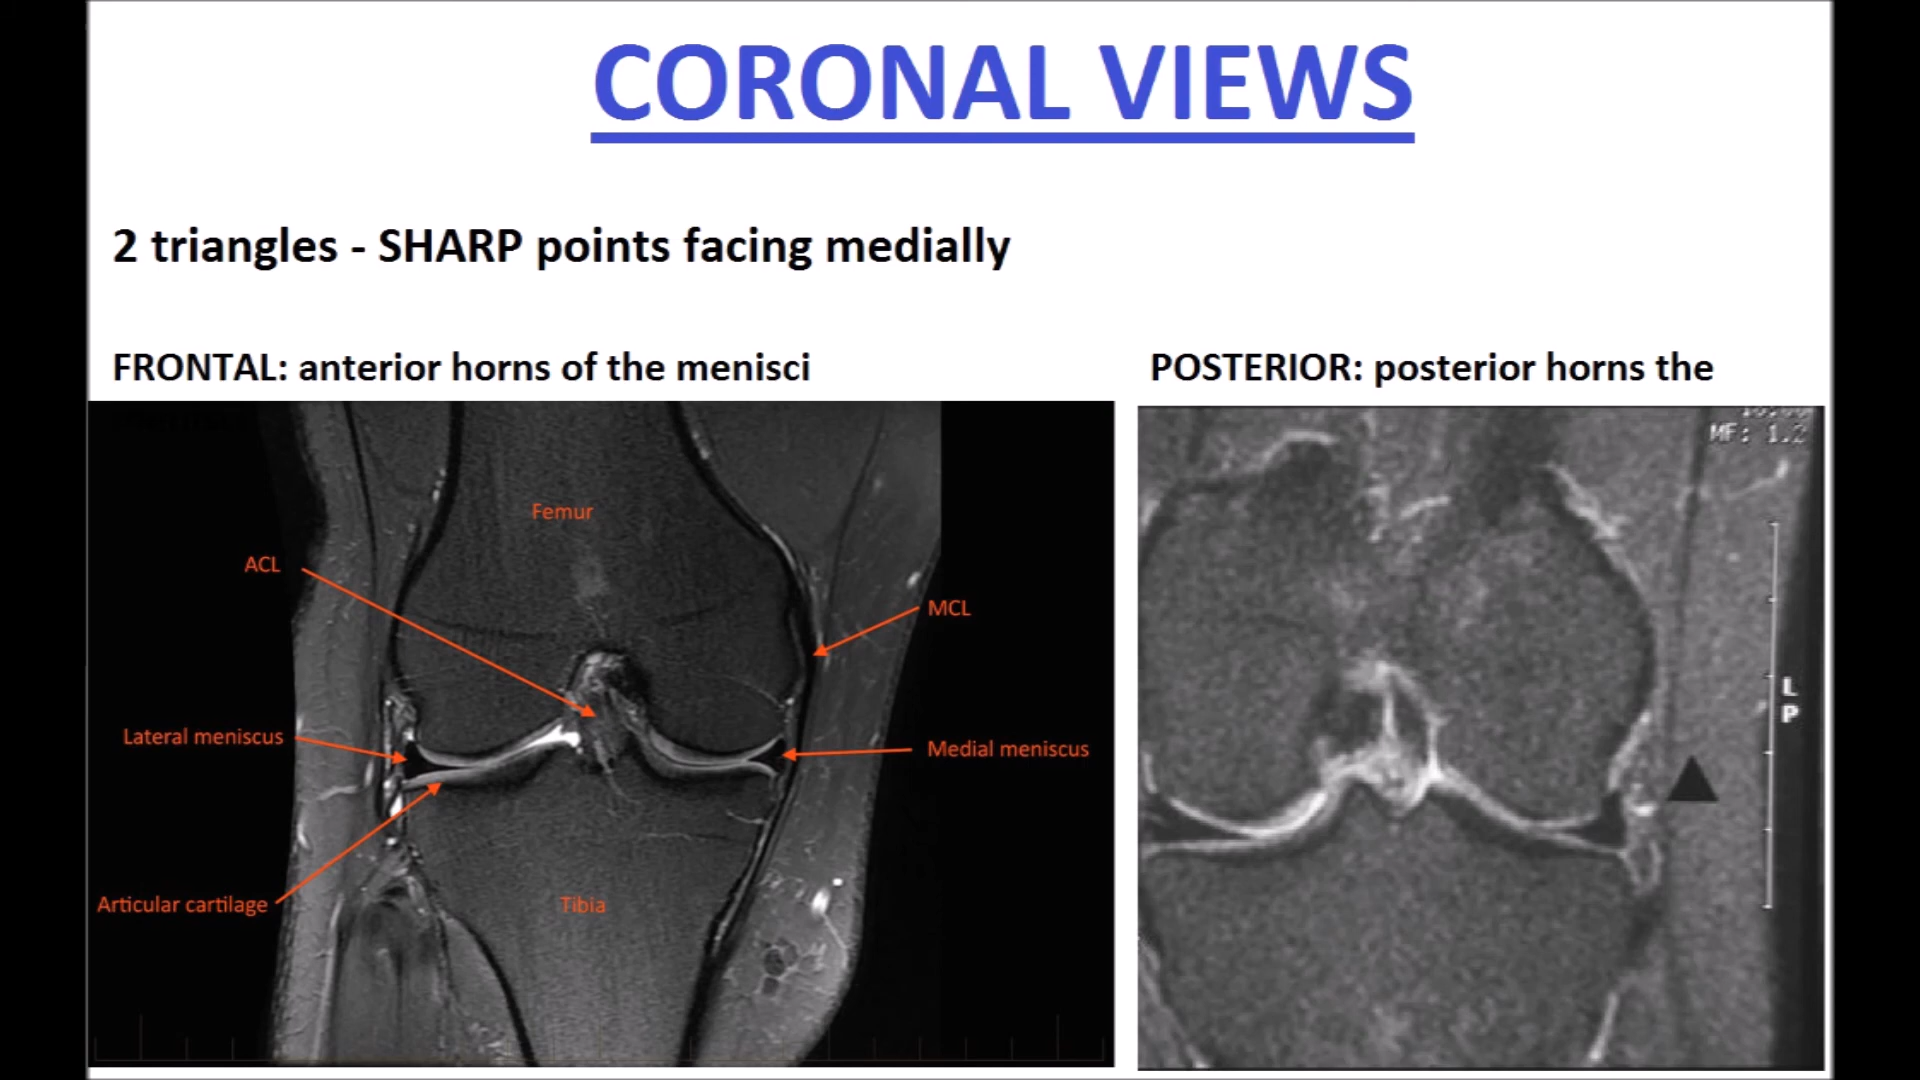 CORONAL VIEWS
2 triangles - SHARP points facing medially
FRONTAL: anterior horns of the menisci
POSTERIOR: posterior horns the
MF: 1.2
Femur
ACL
MCL
L
P
Lateral meniscus
Medial meniscus
Articular cartilage
Tibia